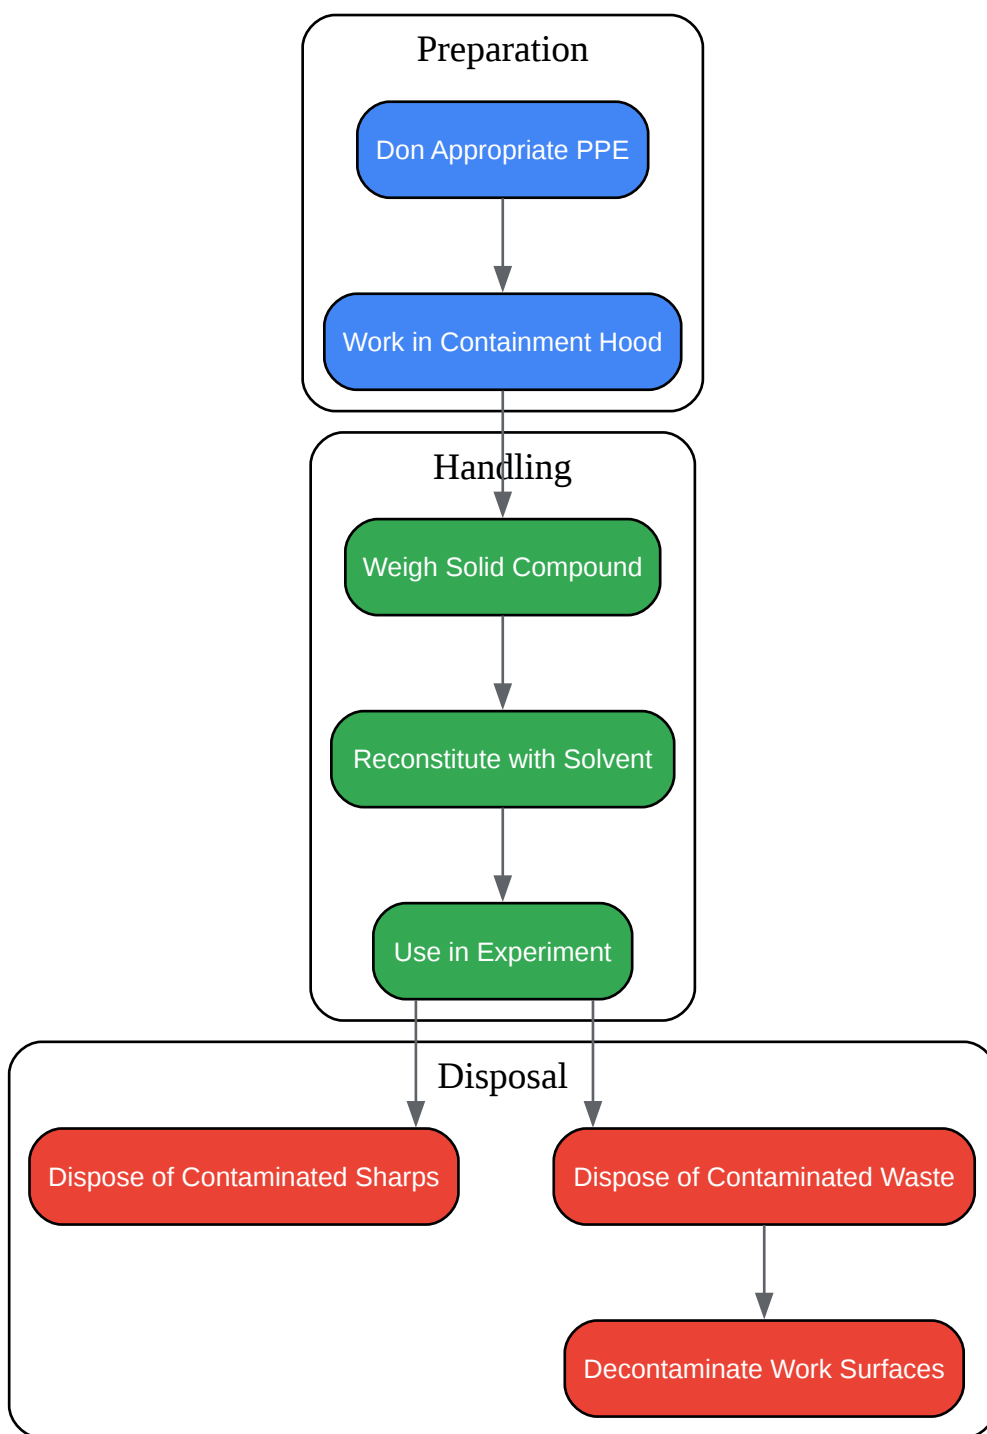 Preparation
Don Appropriate PPE
Work in Containment Hood
Handling
Weigh Solid Compound
Reconstitute with Solvent
Use in Experiment
Disposal
Dispose of Contaminated Sharps
Dispose of Contaminated Waste
Decontaminate Work Surfaces